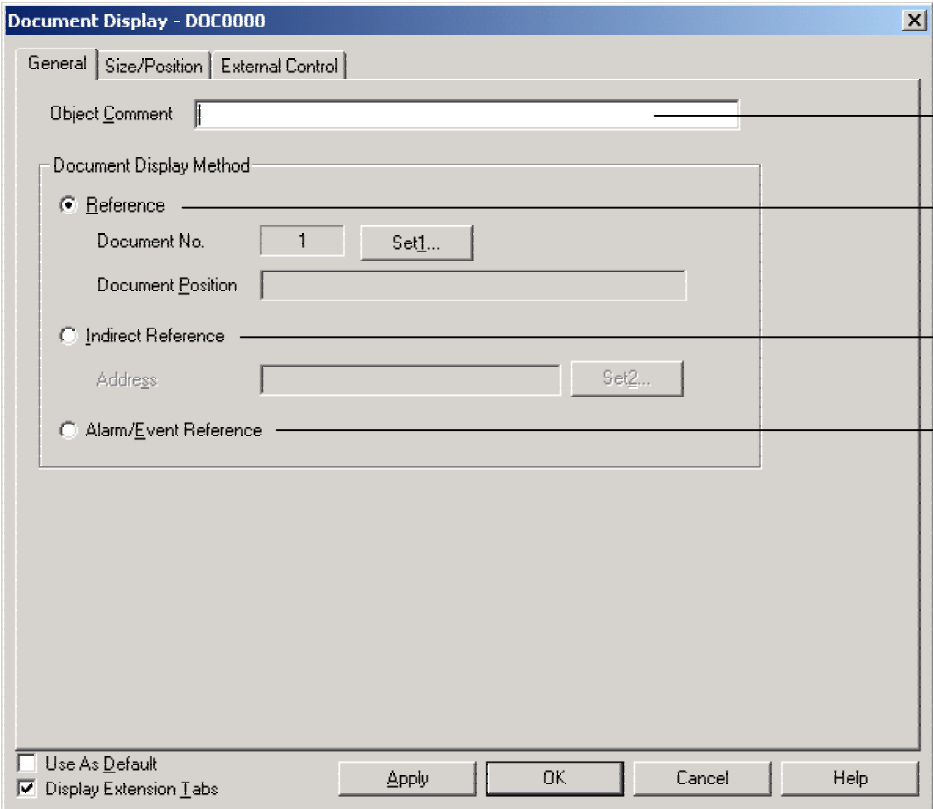 Document Display - DOC0000
General Size/Position External Control
Object Comment
Document Display Method
Reference
Document No. 1 Set1...
Document Position
Indirect Reference
Address Set2...
Alarm/Event Reference
Use As Default
Display Extension Tabs
Apply OK Cancel Help